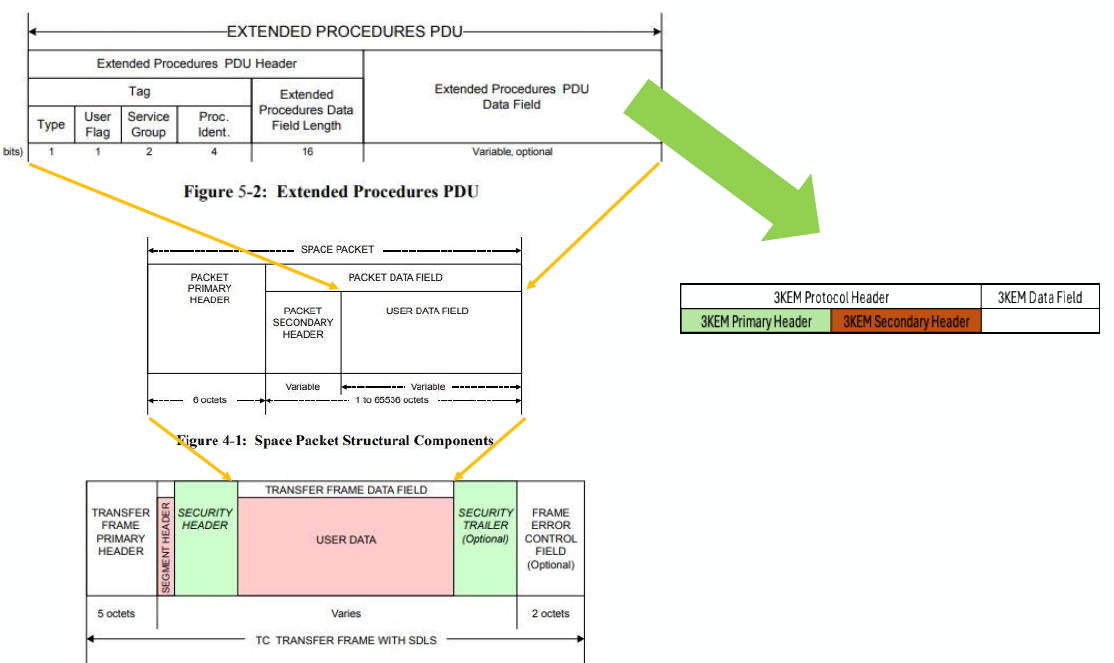 EXTENDED PROCEDURES PDU
Extended Procedures PDU Header
Tag
Type
User
Flag
Service
Group
Proc.
Ident.
Extended
Procedures Data
Field Length
Extended Procedures PDU
Data Field
bits)
1
1
2
4
16
Variable, optional
Figure 5-2: Extended Procedures PDU
SPACE PACKET
PACKET
PRIMARY
HEADER
PACKET DATA FIELD
PACKET
SECONDARY
HEADER
USER DATA FIELD
Variable
Variable
6 octets
1 to 65536 octets
Figure 4-1: Space Packet Structural Components
3KEM Protocol Header
3KEM Data Field
3KEM Primary Header
3KEM Secondary Header
TRANSFER
FRAME
PRIMARY
HEADER
SEGMENT HEADER
SECURITY
HEADER
TRANSFER FRAME DATA FIELD
USER DATA
SECURITY
TRAILER
(Optional)
FRAME
ERROR
CONTROL
FIELD
(Optional)
5 octets
Varies
2 octets
TC TRANSFER FRAME WITH SDLS